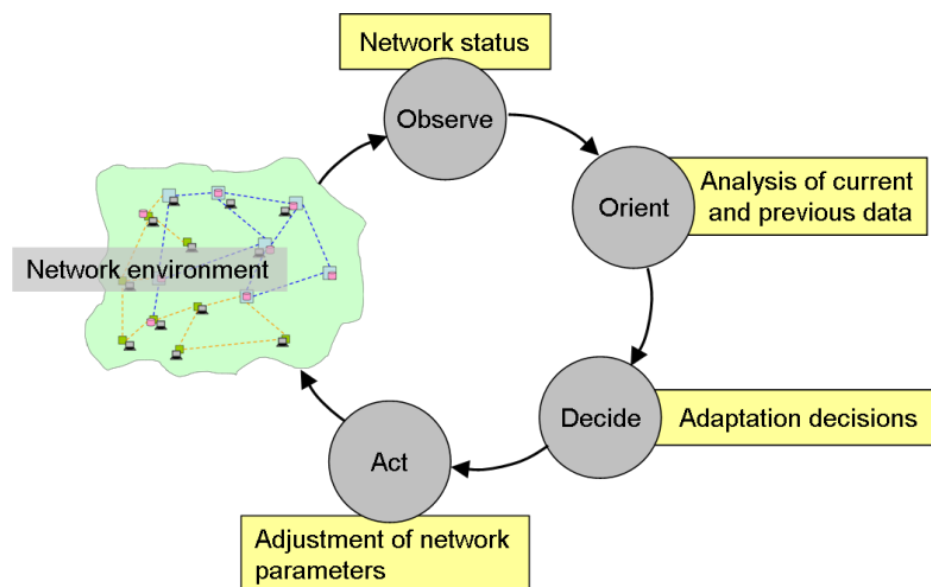 Network status
Observe
Analysis of current
and previous data
Orient
Network environment
Decide
Adaptation decisions
Act
Adjustment of network
parameters